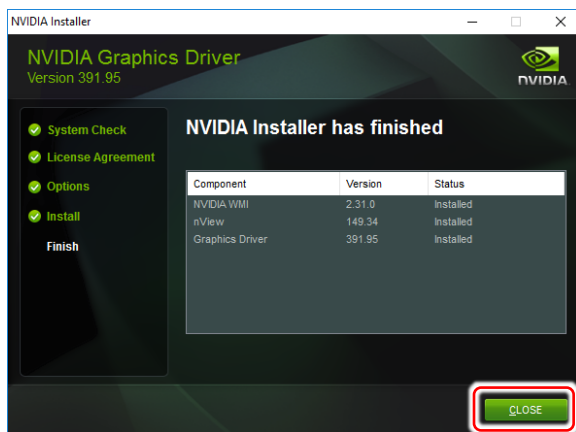 NVIDIA Installer
NVIDIA Graphics Driver
Version 391.95
NVIDIA.
System Check
License Agreement
Options
Install
Finish
NVIDIA Installer has finished
Component Version Status
NVIDIA WMI 2.31.0 Installed
nView 149.34 Installed
Graphics Driver 391.95 Installed
CLOSE